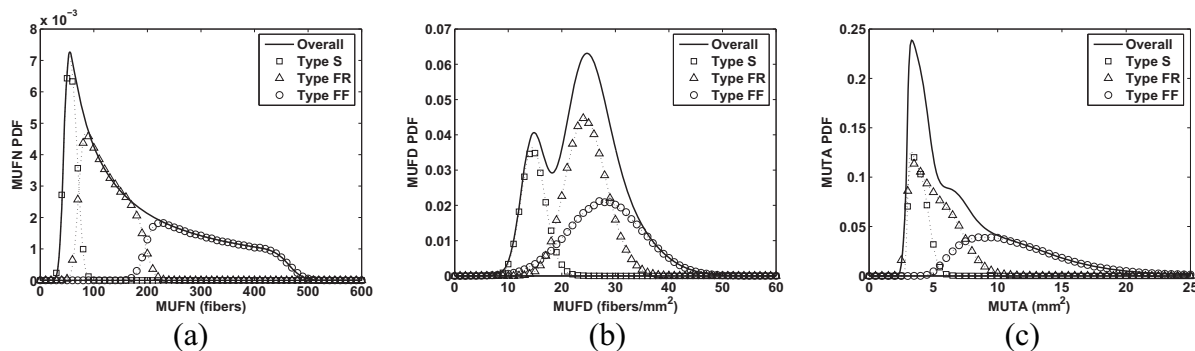 8 x 10⁻³
7
6
5
4
3
2
1
0
0 100 200 300 400 500 600
MUFN PDF
MUFN (fibers)
Overall
Type S
Type FR
Type FF
(a)
0.07
0.06
0.05
0.04
0.03
0.02
0.01
0
0 10 20 30 40 50 60
MUFD PDF
MUFD (fibers/mm²)
Overall
Type S
Type FR
Type FF
(b)
0.25
0.2
0.15
0.1
0.05
0
0 5 10 15 20 25
MUTA PDF
MUTA (mm²)
Overall
Type S
Type FR
Type FF
(c)